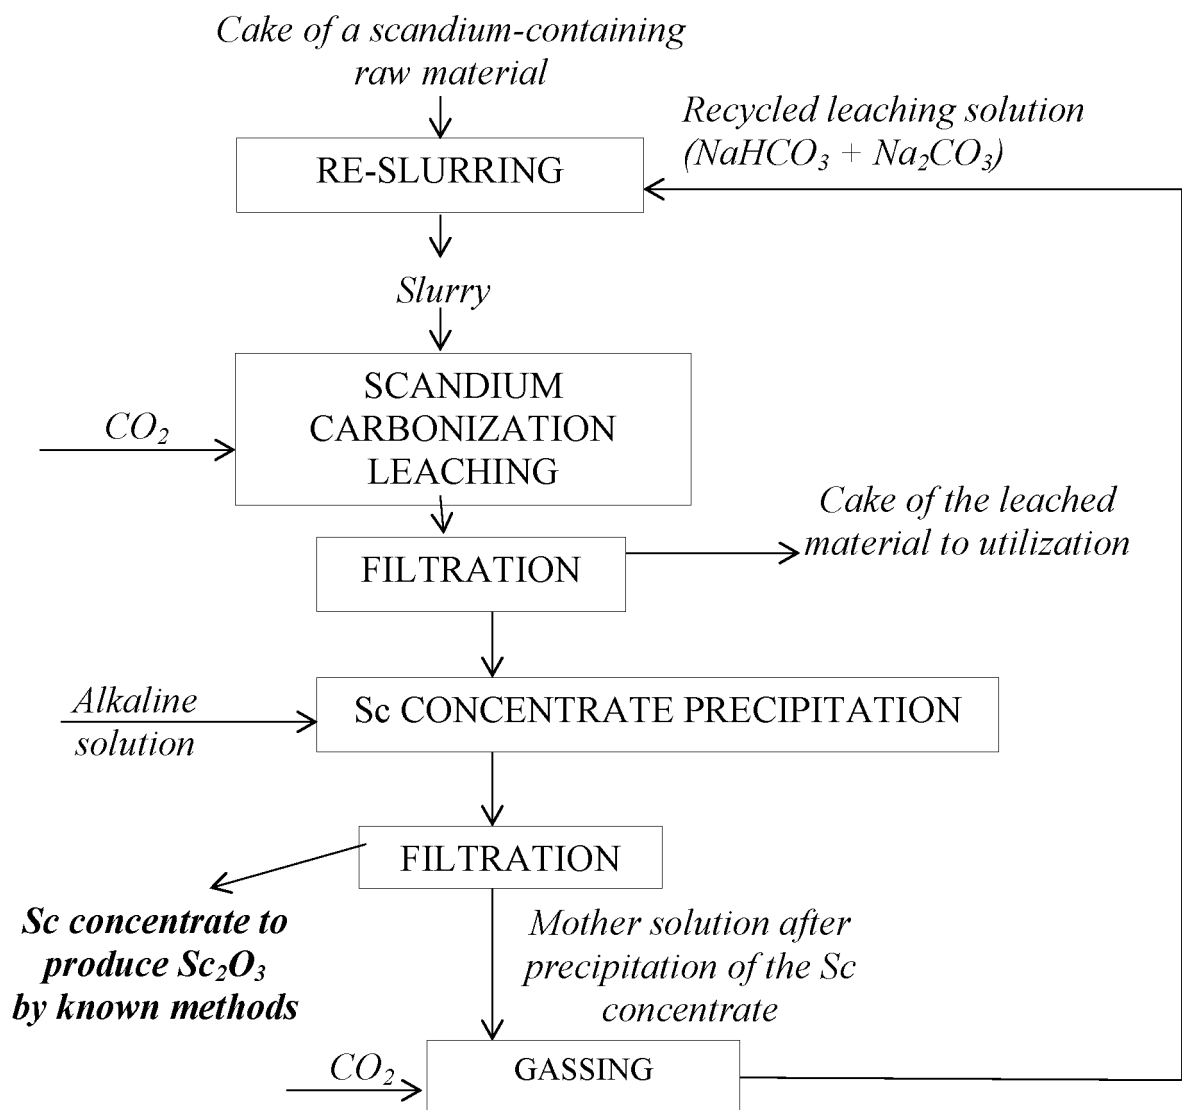 Cake of a scandium-containing
raw material
Recycled leaching solution
(NaHCO₃ + Na₂CO₃)
RE-SLURRING
Slurry
SCANDIUM
CARBONIZATION
LEACHING
CO₂
Cake of the leached
material to utilization
FILTRATION
Alkaline
solution
Sc CONCENTRATE PRECIPITATION
FILTRATION
Sc concentrate to
produce Sc₂O₃
by known methods
Mother solution after
precipitation of the Sc
concentrate
CO₂
GASSING